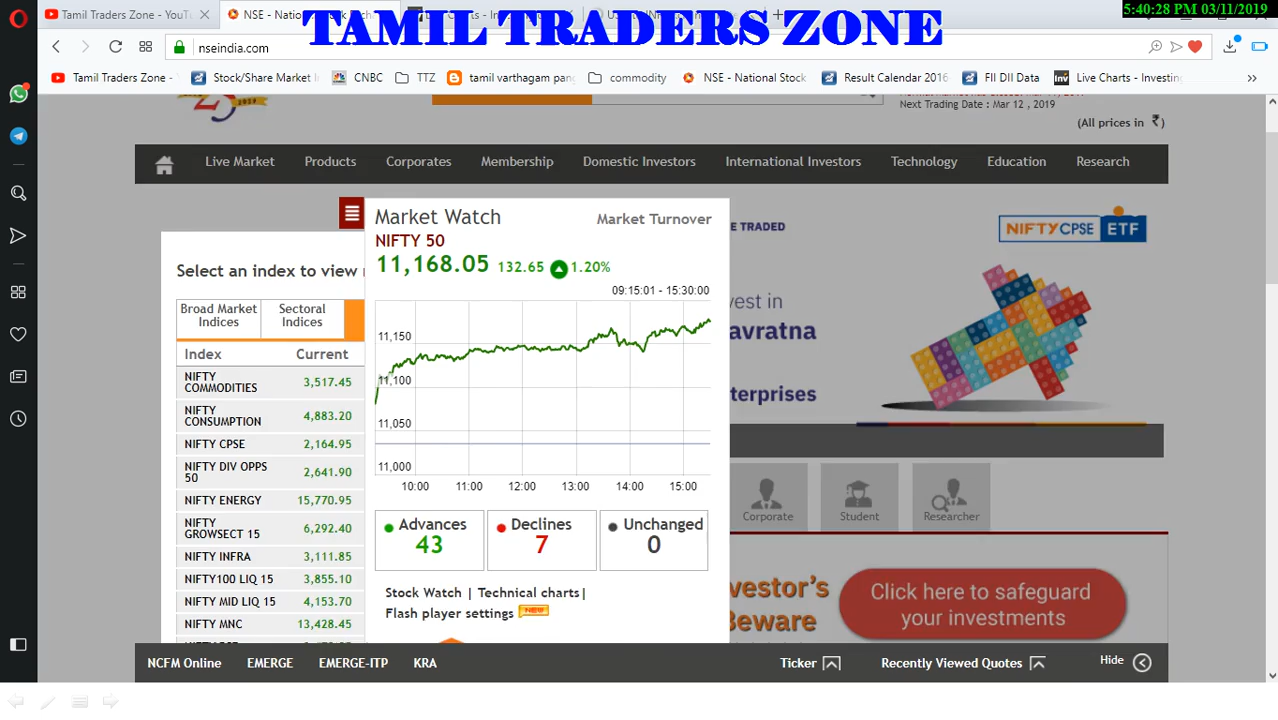 Tamil Traders Zone - YouT
NSE - Natio
TAMIL TRADERS ZONE
5:40:28 PM 03/11/2019
nseindia.com
Tamil Traders Zone -
Stock/Share Market
CNBC
TTZ
tamil varthagam pan
commodity
NSE - National Stock
Result Calendar 2016
FII DII Data
Live Charts - Investin
Next Trading Date : Mar 12 , 2019
(All prices in ₹)
Live Market
Products
Corporates
Membership
Domestic Investors
International Investors
Technology
Education
Research
Market Watch
Market Turnover
NIFTY 50
11,168.05 132.65 1.20%
09:15:01 - 15:30:00
11,150
11,100
11,050
11,000
10:00 11:00 12:00 13:00 14:00 15:00
Advances
43
Declines
7
Unchanged
0
Stock Watch | Technical charts|
Flash player settings NEW
Select an index to view
Broad Market
Indices
Sectoral
Indices
Index Current
NIFTY
COMMODITIES 3,517.45
NIFTY
CONSUMPTION 4,883.20
NIFTY CPSE 2,164.95
NIFTY DIV OPPS
50 2,641.90
NIFTY ENERGY 15,770.95
NIFTY
GROWSECT 15 6,292.40
NIFTY INFRA 3,111.85
NIFTY100 LIQ 15 3,855.10
NIFTY MID LIQ 15 4,153.70
NIFTY MNC 13,428.45
E TRADED
NIFTYCPSE ETF
vest in
avratna
terprises
Corporate
Student
Researcher
vestor's
Beware
Click here to safeguard
your investments
NCFM Online
EMERGE
EMERGE-ITP
KRA
Ticker
Recently Viewed Quotes
Hide